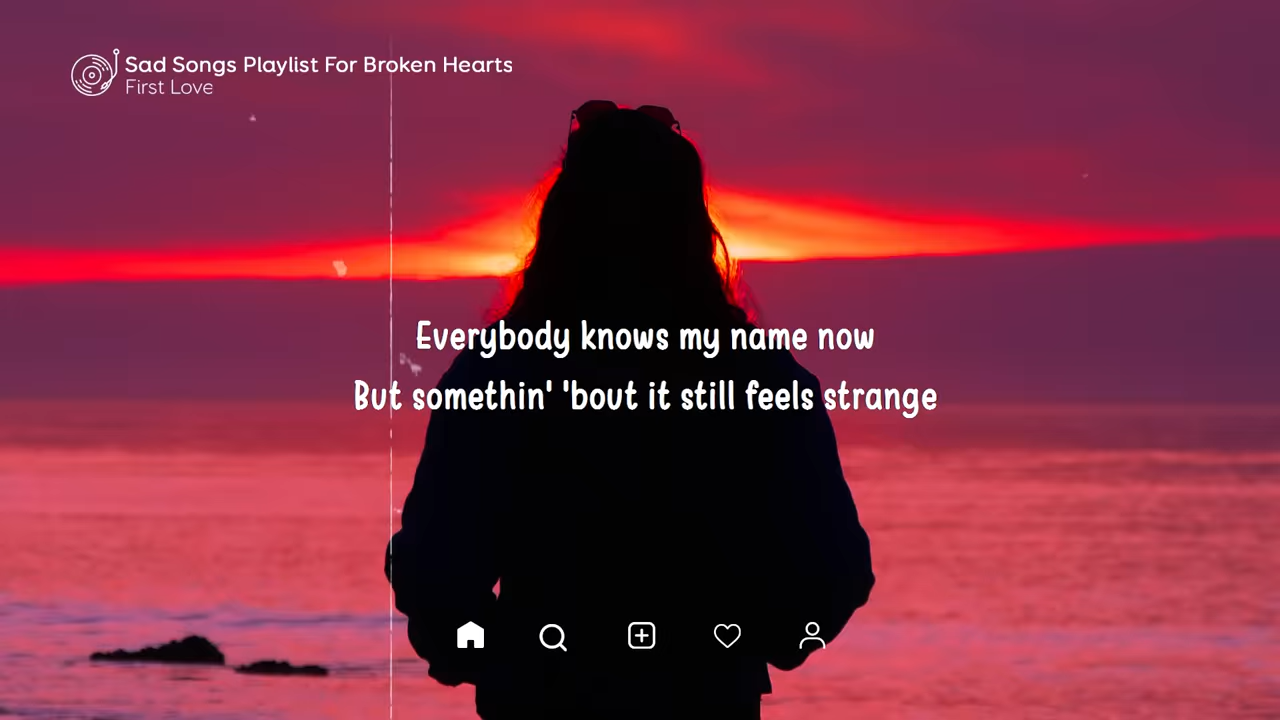 Sad Songs Playlist For Broken Hearts
First Love
Everybody knows my name now
But somethin' 'bout it still feels strange